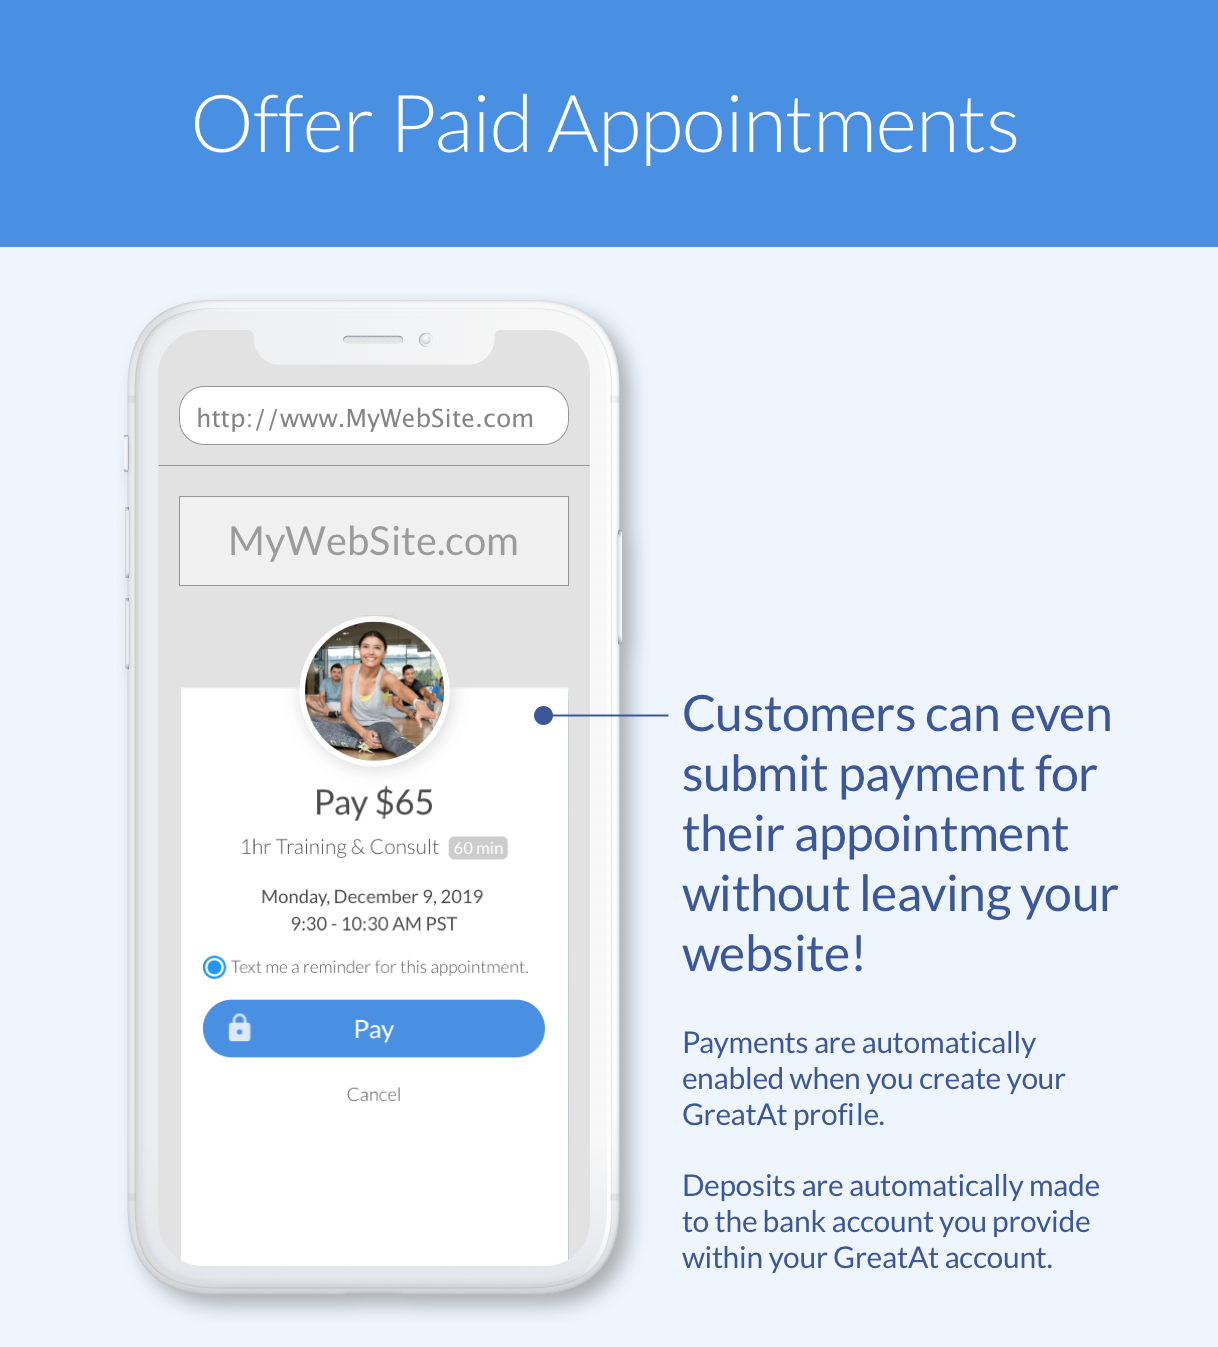 Offer Paid Appointments
http://www.MyWebSite.com
MyWebSite.com
Pay $65
1hr Training & Consult 60 min
Monday, December 9, 2019
9:30 - 10:30 AM PST
Text me a reminder for this appointment.
Pay
Cancel
Customers can even
submit payment for
their appointment
without leaving your
website!
Payments are automatically
enabled when you create your
GreatAt profile.
Deposits are automatically made
to the bank account you provide
within your GreatAt account.